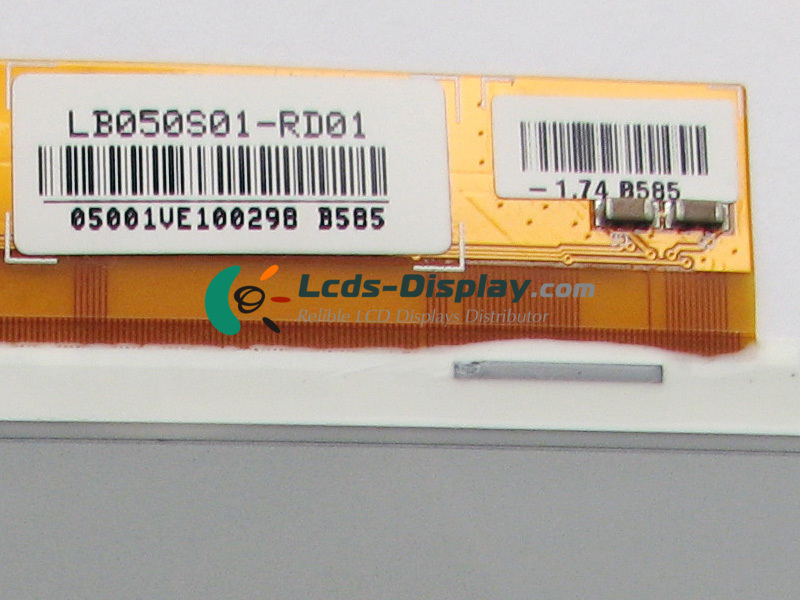 LB050S01-RD01
05001VE100298 B585
-1.74 B585
Lcds-Display.com
Relible LCD Displays Distributor